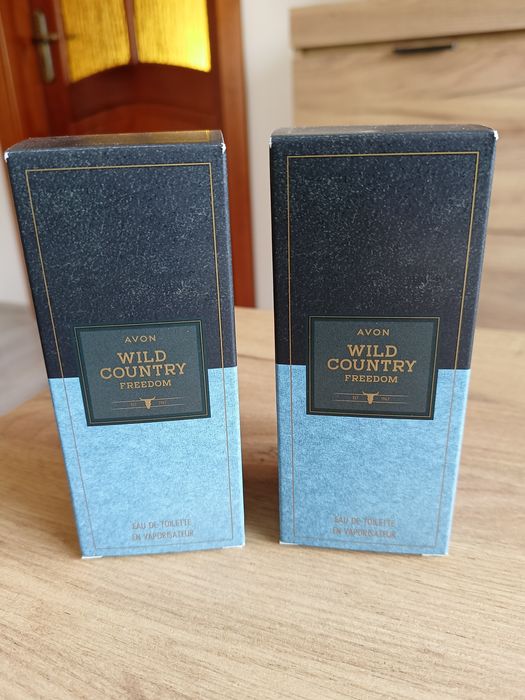 AVON
WILD
COUNTRY
FREEDOM
EAU DE TOILETTE
EN VAPORISATEUR
AVON
WILD
COUNTRY
FREEDOM
EAU DE TOILETTE
EN VAPORISATEUR